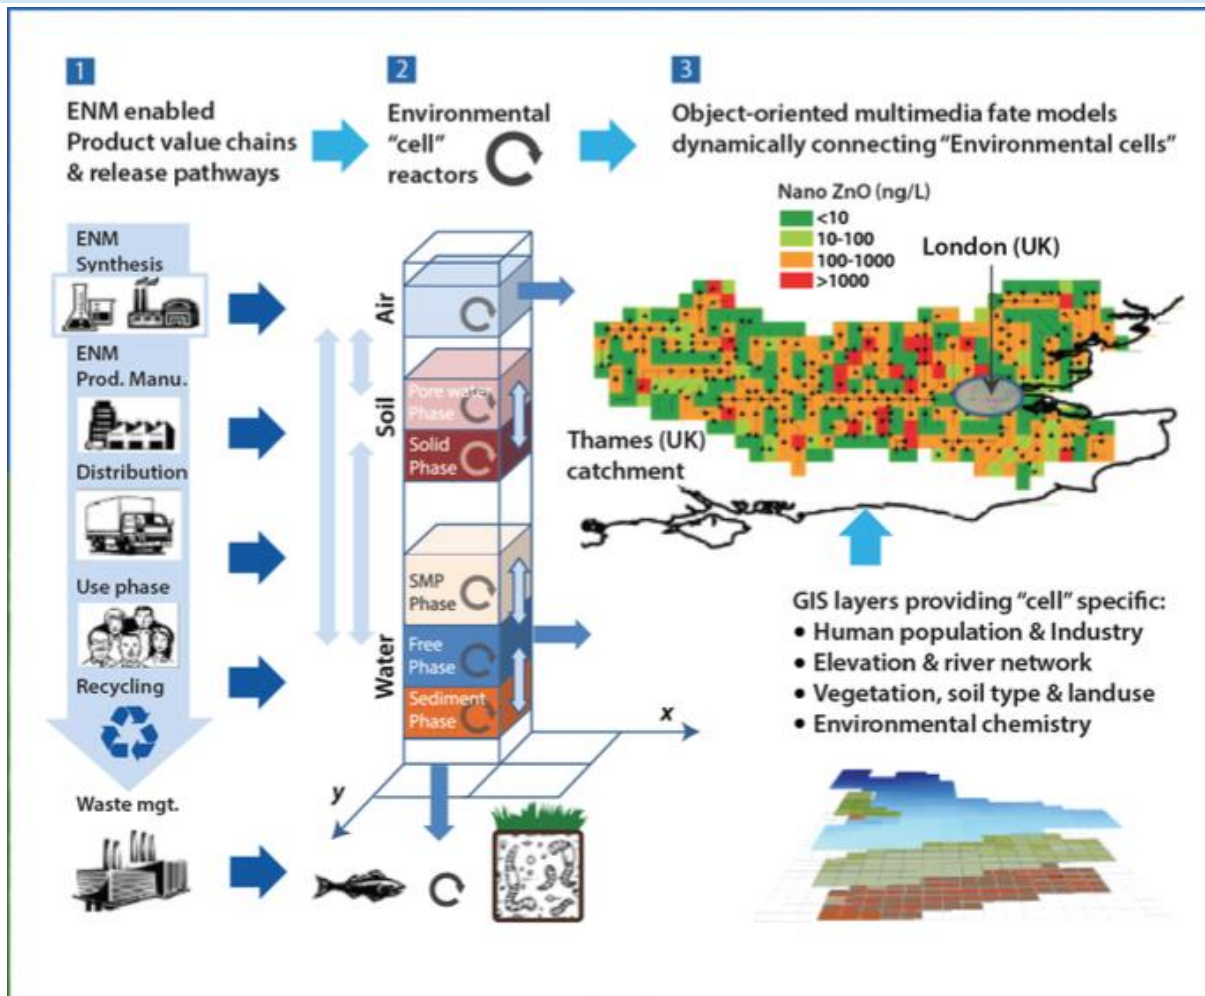 1
ENM enabled
Product value chains
& release pathways
2
Environmental
“cell”
reactors
3
Object-oriented multimedia fate models
dynamically connecting “Environmental cells”
ENM
Synthesis
ENM
Prod. Manu.
Distribution
Use phase
Recycling
Waste mgt.
Air
Soil
Water
Pore water
Phase
Solid
Phase
SMP
Phase
Free
Phase
Sediment
Phase
x
y
Nano ZnO (ng/L)
<10
10-100
100-1000
>1000
London (UK)
Thames (UK)
catchment
GIS layers providing “cell” specific:
• Human population & Industry
• Elevation & river network
• Vegetation, soil type & landuse
• Environmental chemistry